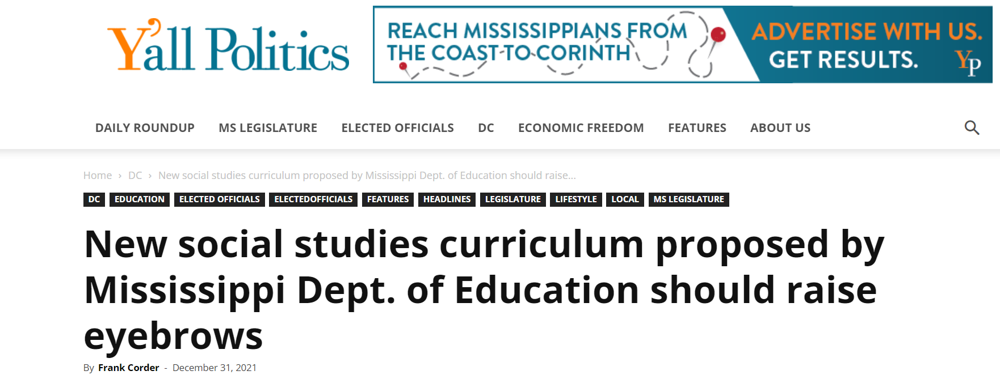 Y'all Politics
REACH MISSISSIPPIANS FROM
THE COAST-TO-CORINTH
ADVERTISE WITH US.
GET RESULTS.
YP
DAILY ROUNDUP MS LEGISLATURE ELECTED OFFICIALS DC ECONOMIC FREEDOM FEATURES ABOUT US
Home › DC › New social studies curriculum proposed by Mississippi Dept. of Education should raise...
DC EDUCATION ELECTED OFFICIALS ELECTEDOFFICIALS FEATURES HEADLINES LEGISLATURE LIFESTYLE LOCAL MS LEGISLATURE
New social studies curriculum proposed by
Mississippi Dept. of Education should raise
eyebrows
By Frank Corder - December 31, 2021